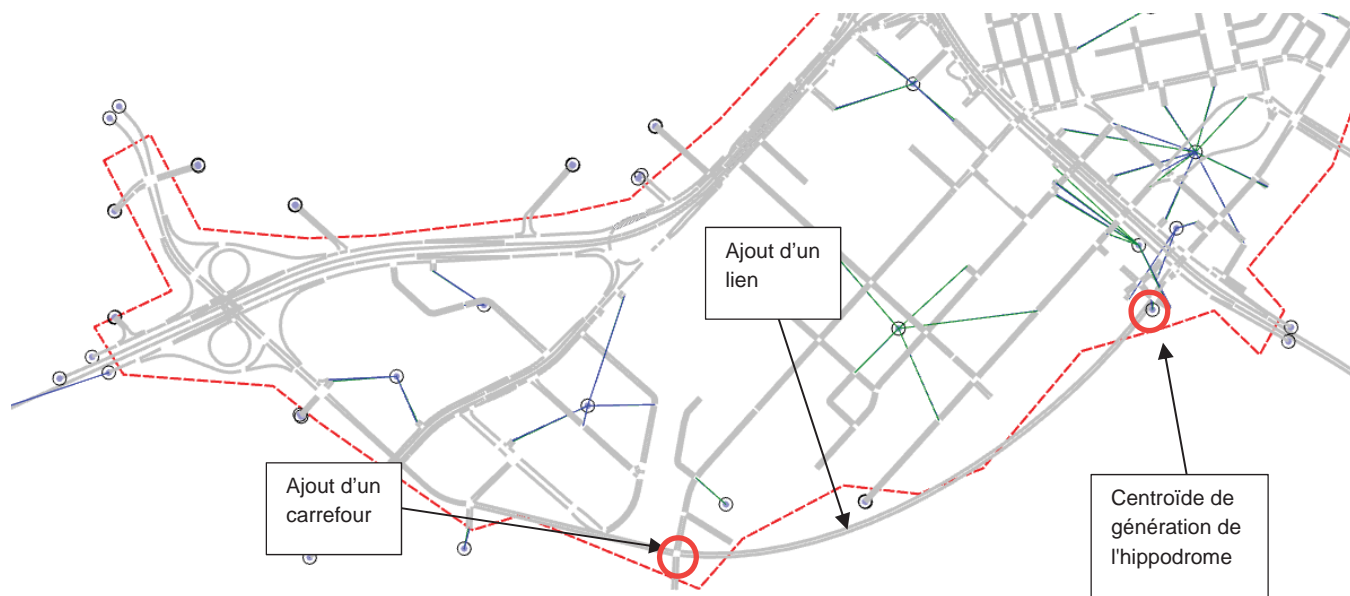 Ajout d'un
lien
Ajout d'un
carrefour
Centroïde de
génération de
l'hippodrome